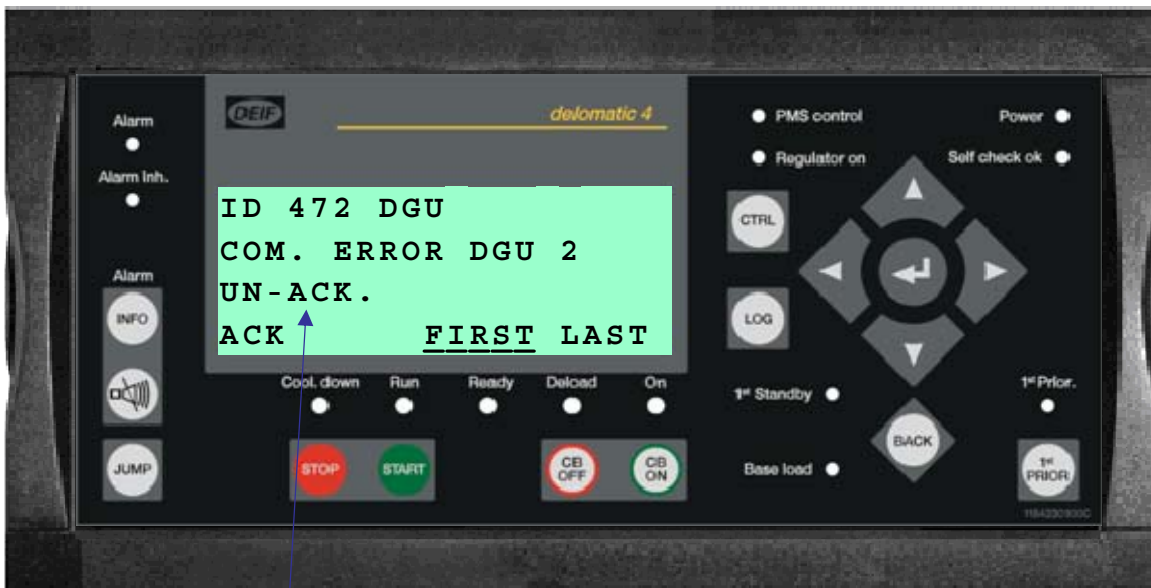 DEIF
delomatic 4
Alarm
Alarm Inh.
PMS control
Power
Regulator on
Self check ok
ID 472 DGU
COM. ERROR DGU 2
UN-ACK.
ACK FIRST LAST
CTRL
LOG
Alarm
INFO
JUMP
Cool. down
Run
Ready
Deload
On
STOP
START
CB OFF
CB ON
1st Standby
Base load
BACK
1st Prior.
1st PRIOR